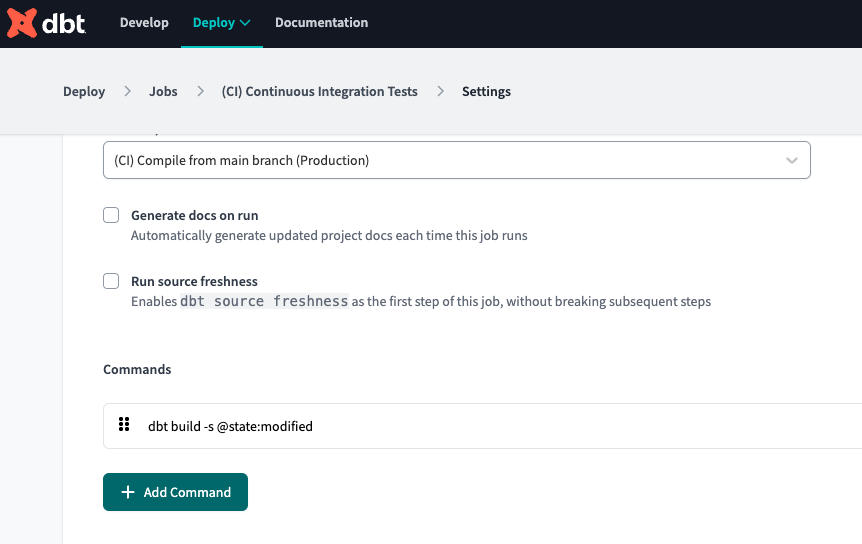 dbt
Develop
Deploy
Documentation
Deploy
Jobs
(CI) Continuous Integration Tests
Settings
(CI) Compile from main branch (Production)
Generate docs on run
Automatically generate updated project docs each time this job runs
Run source freshness
Enables dbt source freshness as the first step of this job, without breaking subsequent steps
Commands
dbt build -s @state:modified
Add Command